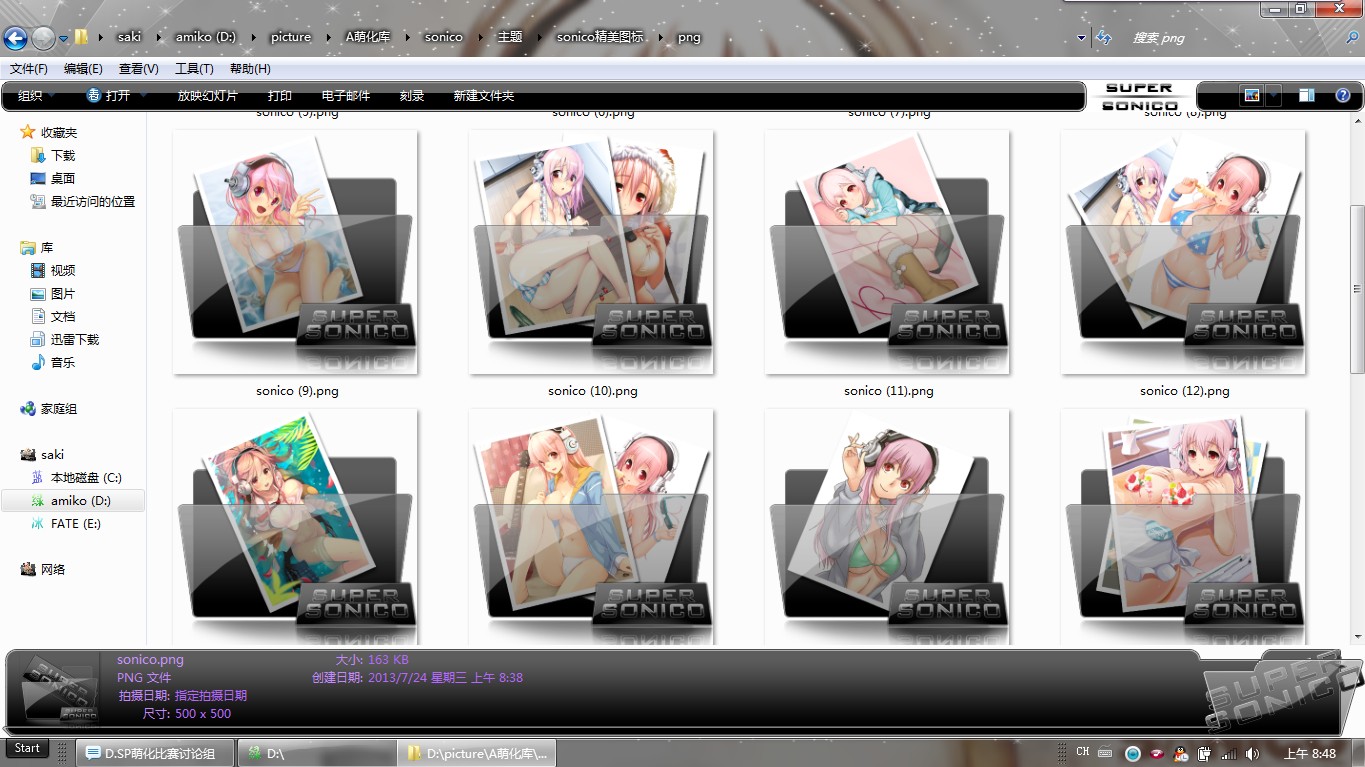 saki amiko (D:) picture A萌化库 sonico 主题 sonico精美图标 png 搜索 png
文件(F) 编辑(E) 查看(V) 工具(T) 帮助(H)
组织 打开 放映幻灯片 打印 电子邮件 刻录 新建文件夹
SUPER
SONICO
收藏夹
下载
桌面
最近访问的位置
库
视频
图片
文档
迅雷下载
音乐
家庭组
saki
本地磁盘 (C:)
amiko (D:)
FATE (E:)
网络
sonico (5).png sonico (6).png sonico (7).png sonico (8).png
SUPER SONICO
SUPER SONICO
SUPER SONICO
SUPER SONICO
sonico (9).png sonico (10).png sonico (11).png sonico (12).png
SUPER SONICO
SUPER SONICO
SUPER SONICO
SUPER SONICO
sonico.png 大小: 163 KB
PNG 文件 创建日期: 2013/7/24 星期三 上午 8:38
拍摄日期: 指定拍摄日期
尺寸: 500 x 500
SUPER
SONICO
Start D.SP萌化比赛讨论组 D:\ D:\picture\A萌化库\... CH 上午 8:48